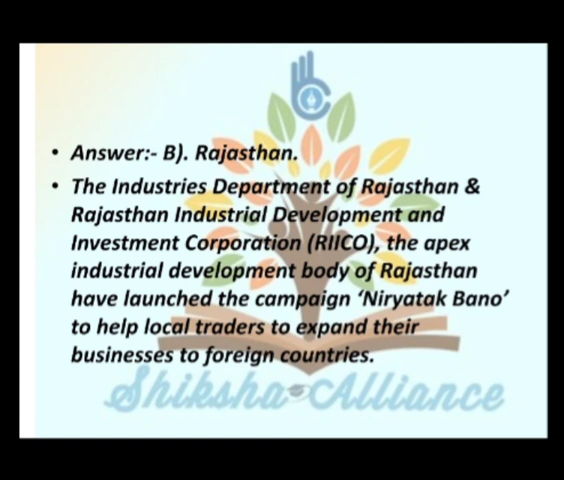 • Answer:- B). Rajasthan.
• The Industries Department of Rajasthan &
Rajasthan Industrial Development and
Investment Corporation (RIICO), the apex
industrial development body of Rajasthan
have launched the campaign ‘Niryatak Bano’
to help local traders to expand their
businesses to foreign countries.
Shiksha Alliance